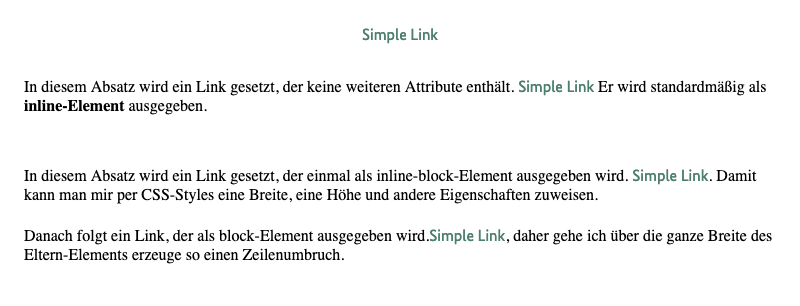 Simple Link
In diesem Absatz wird ein Link gesetzt, der keine weiteren Attribute enthält. Simple Link Er wird standardmäßig als
inline-Element ausgegeben.
In diesem Absatz wird ein Link gesetzt, der einmal als inline-block-Element ausgegeben wird. Simple Link. Damit
kann man mir per CSS-Styles eine Breite, eine Höhe und andere Eigenschaften zuweisen.
Danach folgt ein Link, der als block-Element ausgegeben wird.Simple Link, daher gehe ich über die ganze Breite des
Eltern-Elements erzeuge so einen Zeilenumbruch.